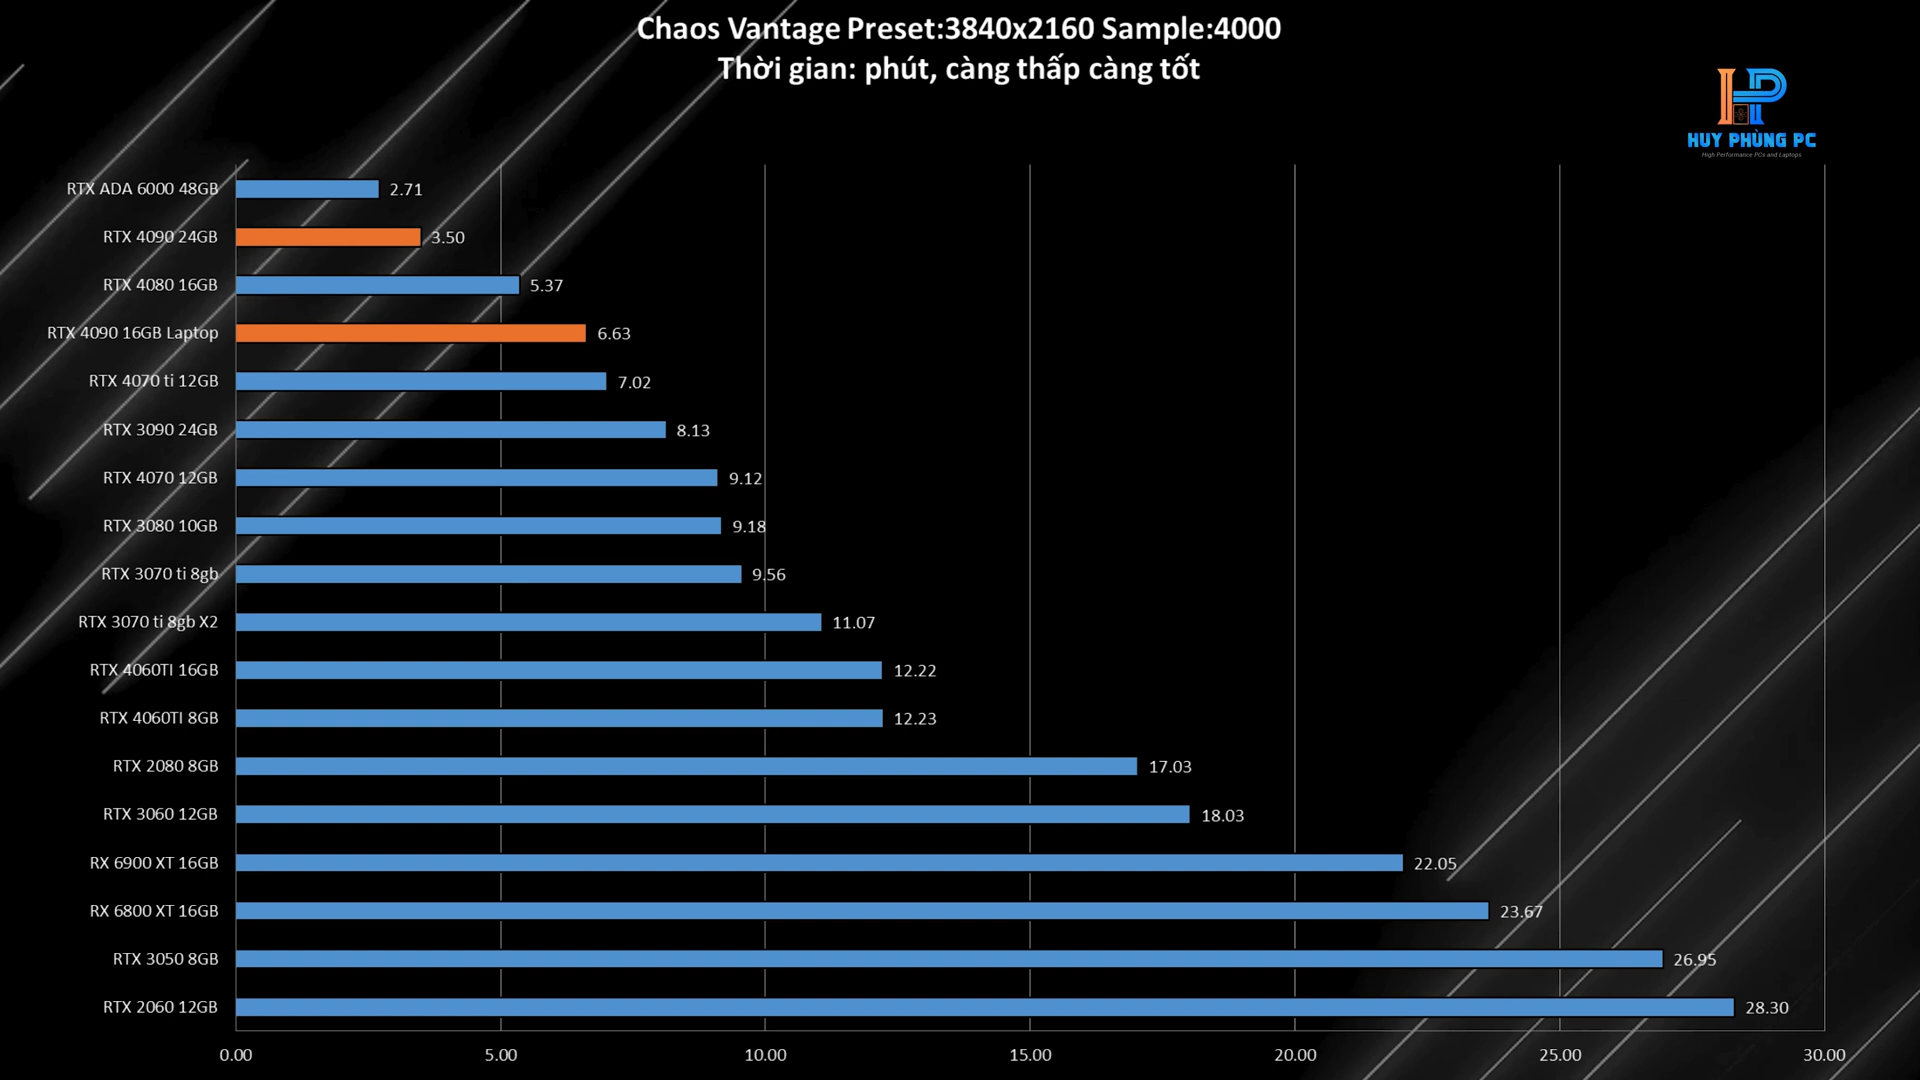 Chaos Vantage Preset:3840x2160 Sample:4000
Thời gian: phút, càng thấp càng tốt
HP
HUY PHÙNG PC
High Performance PCs and Laptops
RTX ADA 6000 48GB 2.71
RTX 4090 24GB 3.50
RTX 4080 16GB 5.37
RTX 4090 16GB Laptop 6.63
RTX 4070 ti 12GB 7.02
RTX 3090 24GB 8.13
RTX 4070 12GB 9.12
RTX 3080 10GB 9.18
RTX 3070 ti 8gb 9.56
RTX 3070 ti 8gb X2 11.07
RTX 4060TI 16GB 12.22
RTX 4060TI 8GB 12.23
RTX 2080 8GB 17.03
RTX 3060 12GB 18.03
RX 6900 XT 16GB 22.05
RX 6800 XT 16GB 23.67
RTX 3050 8GB 26.95
RTX 2060 12GB 28.30
0.00 5.00 10.00 15.00 20.00 25.00 30.00